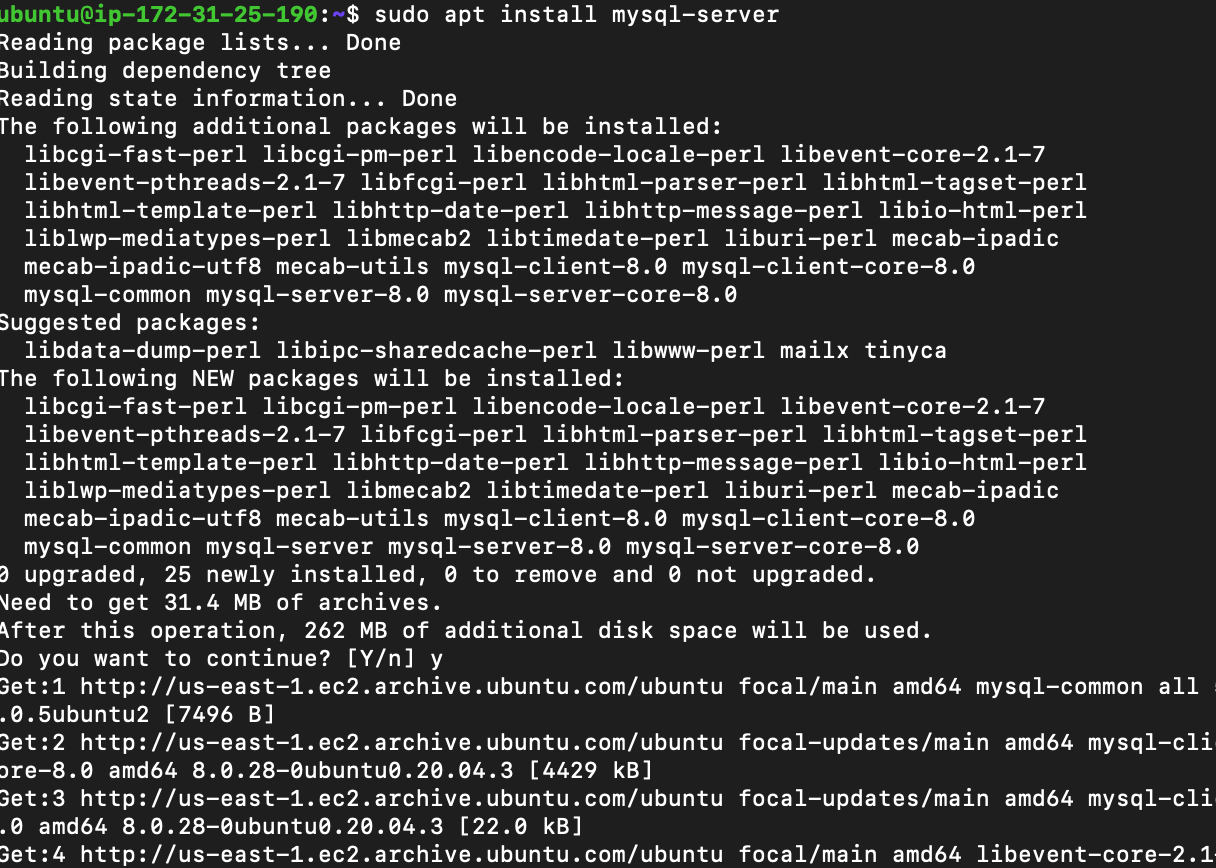 ubuntu@ip-172-31-25-190:~$ sudo apt install mysql-server
Reading package lists... Done
Building dependency tree
Reading state information... Done
The following additional packages will be installed:
  libcgi-fast-perl libcgi-pm-perl libencode-locale-perl libevent-core-2.1-7
  libevent-pthreads-2.1-7 libfcgi-perl libhtml-parser-perl libhtml-tagset-perl
  libhtml-template-perl libhttp-date-perl libhttp-message-perl libio-html-perl
  liblwp-mediatypes-perl libmecab2 libtimedate-perl liburi-perl mecab-ipadic
  mecab-ipadic-utf8 mecab-utils mysql-client-8.0 mysql-client-core-8.0
  mysql-common mysql-server-8.0 mysql-server-core-8.0
Suggested packages:
  libdata-dump-perl libipc-sharedcache-perl libwww-perl mailx tinyca
The following NEW packages will be installed:
  libcgi-fast-perl libcgi-pm-perl libencode-locale-perl libevent-core-2.1-7
  libevent-pthreads-2.1-7 libfcgi-perl libhtml-parser-perl libhtml-tagset-perl
  libhtml-template-perl libhttp-date-perl libhttp-message-perl libio-html-perl
  liblwp-mediatypes-perl libmecab2 libtimedate-perl liburi-perl mecab-ipadic
  mecab-ipadic-utf8 mecab-utils mysql-client-8.0 mysql-client-core-8.0
  mysql-common mysql-server mysql-server-8.0 mysql-server-core-8.0
0 upgraded, 25 newly installed, 0 to remove and 0 not upgraded.
Need to get 31.4 MB of archives.
After this operation, 262 MB of additional disk space will be used.
Do you want to continue? [Y/n] y
Get:1 http://us-east-1.ec2.archive.ubuntu.com/ubuntu focal/main amd64 mysql-common all
.0.5ubuntu2 [7496 B]
Get:2 http://us-east-1.ec2.archive.ubuntu.com/ubuntu focal-updates/main amd64 mysql-cli
ore-8.0 amd64 8.0.28-0ubuntu0.20.04.3 [4429 kB]
Get:3 http://us-east-1.ec2.archive.ubuntu.com/ubuntu focal-updates/main amd64 mysql-cli
.0 amd64 8.0.28-0ubuntu0.20.04.3 [22.0 kB]
Get:4 http://us-east-1.ec2.archive.ubuntu.com/ubuntu focal/main amd64 libevent-core-2.1